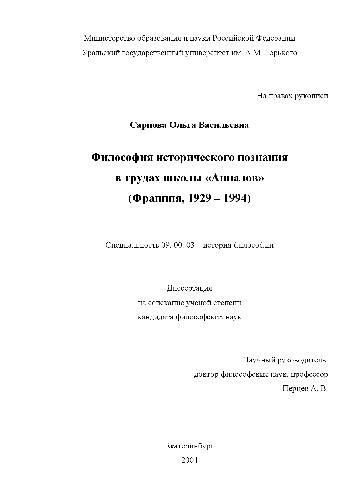 Министерство образования и науки Российской Федерации
Уральский государственный университет им. А.М. Горького
На правах рукописи
Ольга Васильевна
Философия исторического познания
в трудах школы «Анналов»
(Франция, 1929 – 1994)
Специальность 09. 00. 03 – история философии
Диссертация
на соискание ученой степени
кандидата философских наук
Научный руководитель:
доктор философских наук, профессор
Перцев А. В.
Екатеринбург